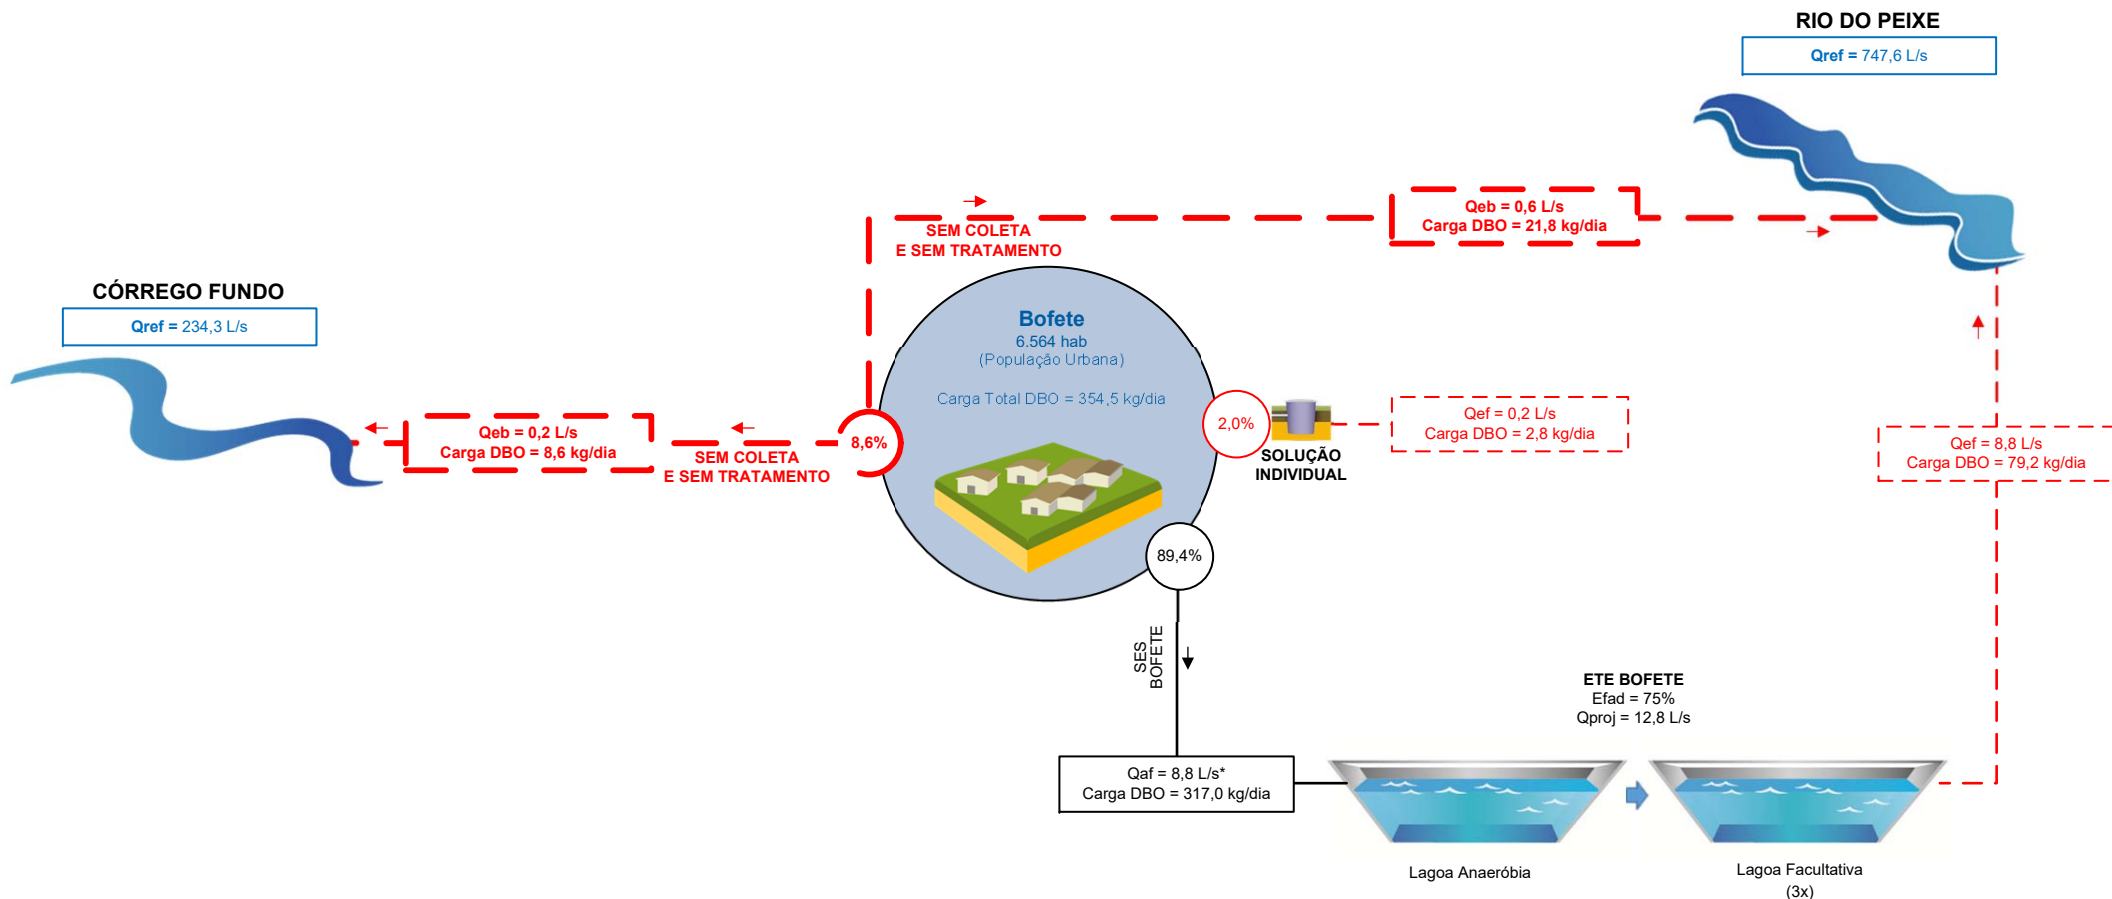 RIO DO PEIXE
Qref = 747,6 L/s
Qeb = 0,6 L/s
Carga DBO = 21,8 kg/dia
SEM COLETA
E SEM TRATAMENTO
CÓRREGO FUNDO
Qref = 234,3 L/s
Bofete
6.564 hab
(População Urbana)
Carga Total DBO = 354,5 kg/dia
Qeb = 0,2 L/s
Carga DBO = 8,6 kg/dia
SEM COLETA
E SEM TRATAMENTO
8,6%
2,0%
SOLUÇÃO
INDIVIDUAL
Qef = 0,2 L/s
Carga DBO = 2,8 kg/dia
Qef = 8,8 L/s
Carga DBO = 79,2 kg/dia
89,4%
SES
BOFETE
ETE BOFETE
Efad = 75%
Qproj = 12,8 L/s
Qaf = 8,8 L/s*
Carga DBO = 317,0 kg/dia
Lagoa Anaeróbia
Lagoa Facultativa
(3x)